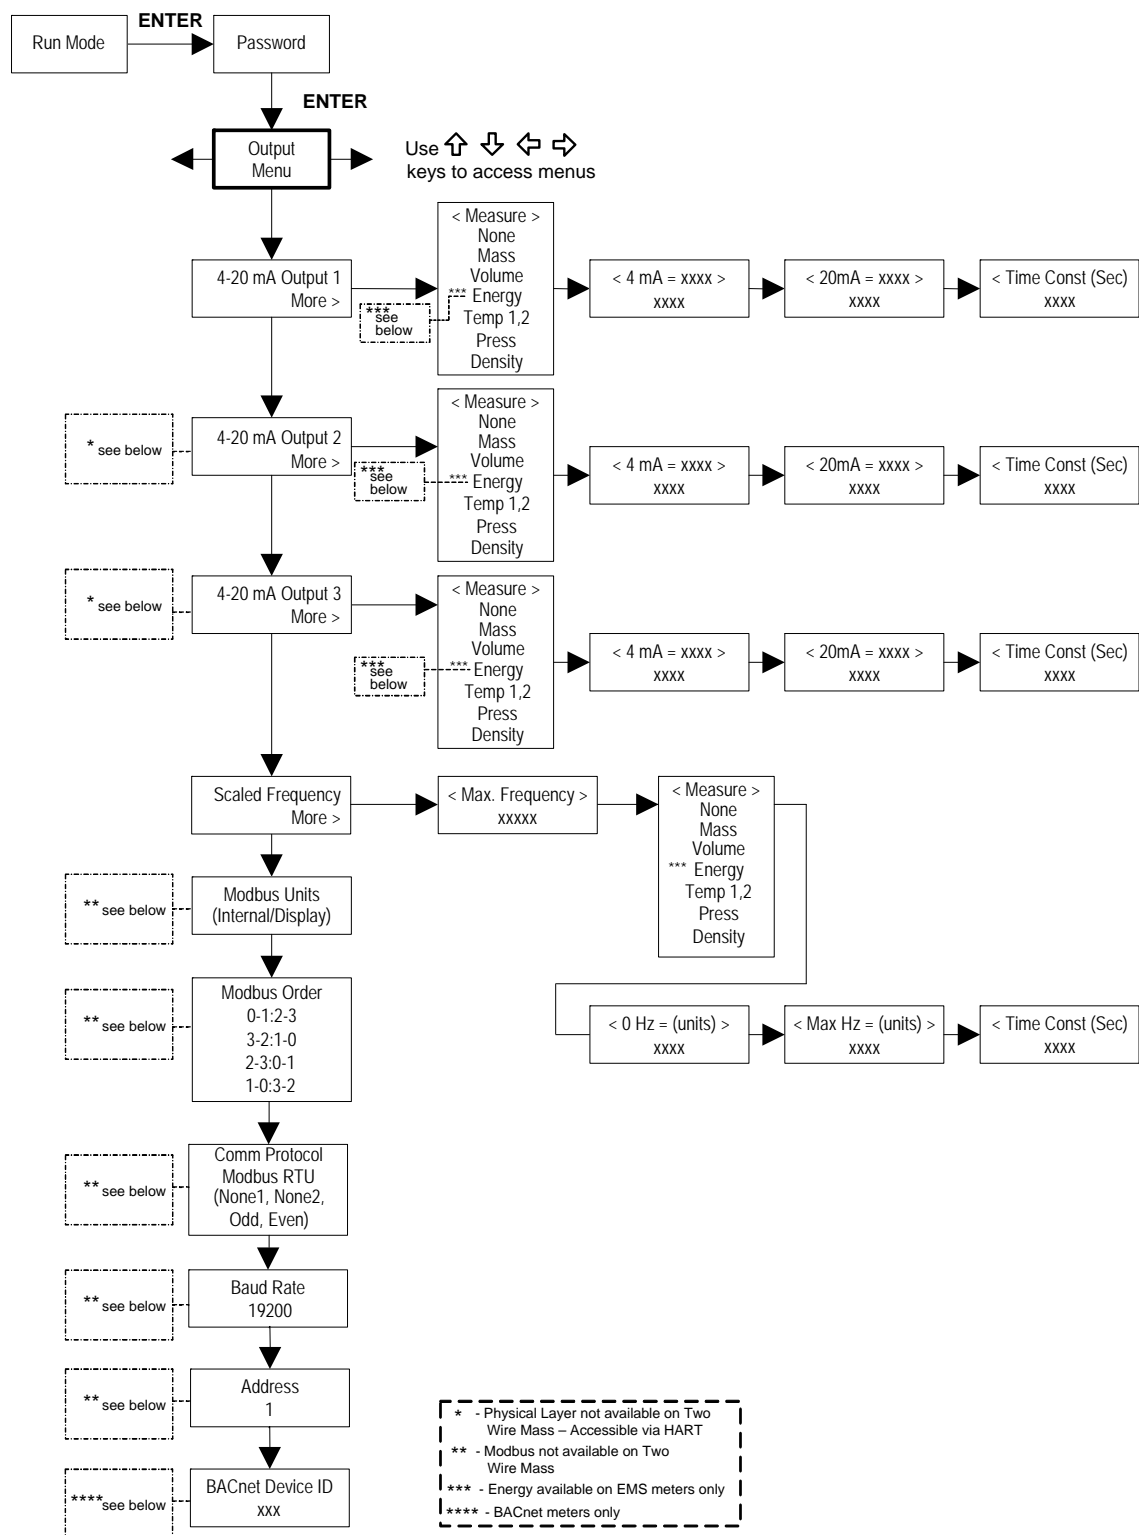 ENTER
Run Mode
Password
ENTER
Output
Menu
Use
keys to access menus
4-20 mA Output 1
More >
***
see
below
< Measure >
None
Mass
Volume
*** Energy
Temp 1,2
Press
Density
< 4 mA = xxxx >
xxxx
< 20mA = xxxx >
xxxx
< Time Const (Sec)
xxxx
* see below
4-20 mA Output 2
More >
***
see
below
< Measure >
None
Mass
Volume
*** Energy
Temp 1,2
Press
Density
< 4 mA = xxxx >
xxxx
< 20mA = xxxx >
xxxx
< Time Const (Sec)
xxxx
* see below
4-20 mA Output 3
More >
***
see
below
< Measure >
None
Mass
Volume
*** Energy
Temp 1,2
Press
Density
< 4 mA = xxxx >
xxxx
< 20mA = xxxx >
xxxx
< Time Const (Sec)
xxxx
Scaled Frequency
More >
< Max. Frequency >
xxxxx
< Measure >
None
Mass
Volume
*** Energy
Temp 1,2
Press
Density
< 0 Hz = (units) >
xxxx
< Max Hz = (units) >
xxxx
< Time Const (Sec)
xxxx
** see below
Modbus Units
(Internal/Display)
** see below
Modbus Order
0-1:2-3
3-2:1-0
2-3:0-1
1-0:3-2
** see below
Comm Protocol
Modbus RTU
(None1, None2,
Odd, Even)
** see below
Baud Rate
19200
** see below
Address
1
****see below
BACnet Device ID
xxx
* - Physical Layer not available on Two
Wire Mass – Accessible via HART
** - Modbus not available on Two
Wire Mass
*** - Energy available on EMS meters only
**** - BACnet meters only